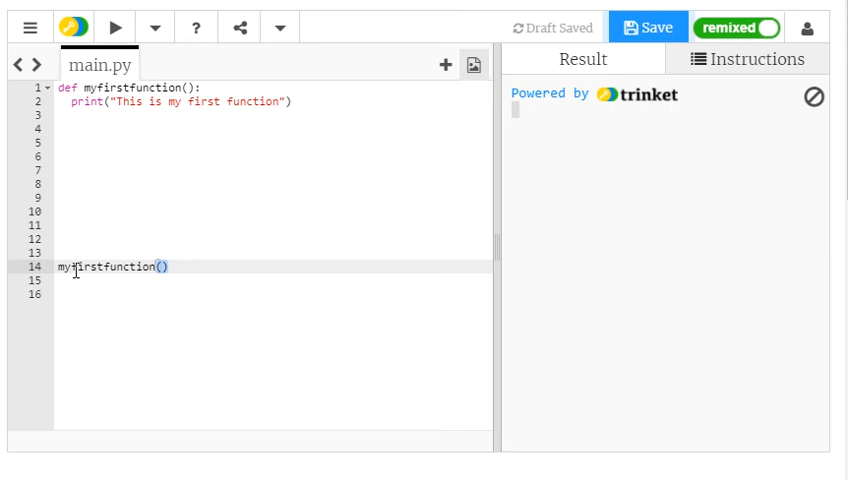 ? Draft Saved Save remixed
main.py Result Instructions
1 def myfirstfunction():
2 print("This is my first function")
3
4
5
6
7
8
9
10
11
12
13
14 myfirstfunction()
15
16
Powered by trinket